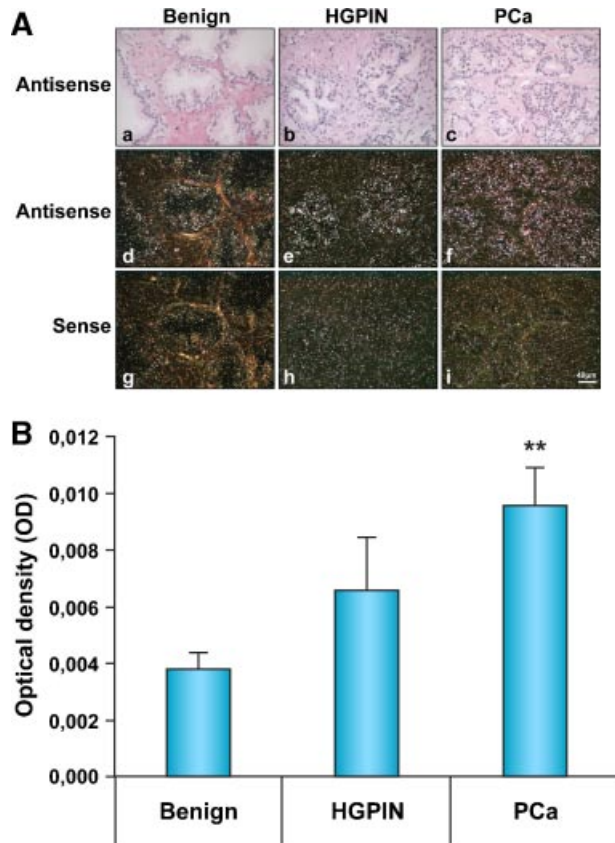 A
Benign HGPIN PCa
Antisense
a b c
Antisense
d e f
Sense
g h i
40µm
B
0,012
**
0,010
0,008
0,006
0,004
0,002
0,000
Optical density (OD)
Benign HGPIN PCa